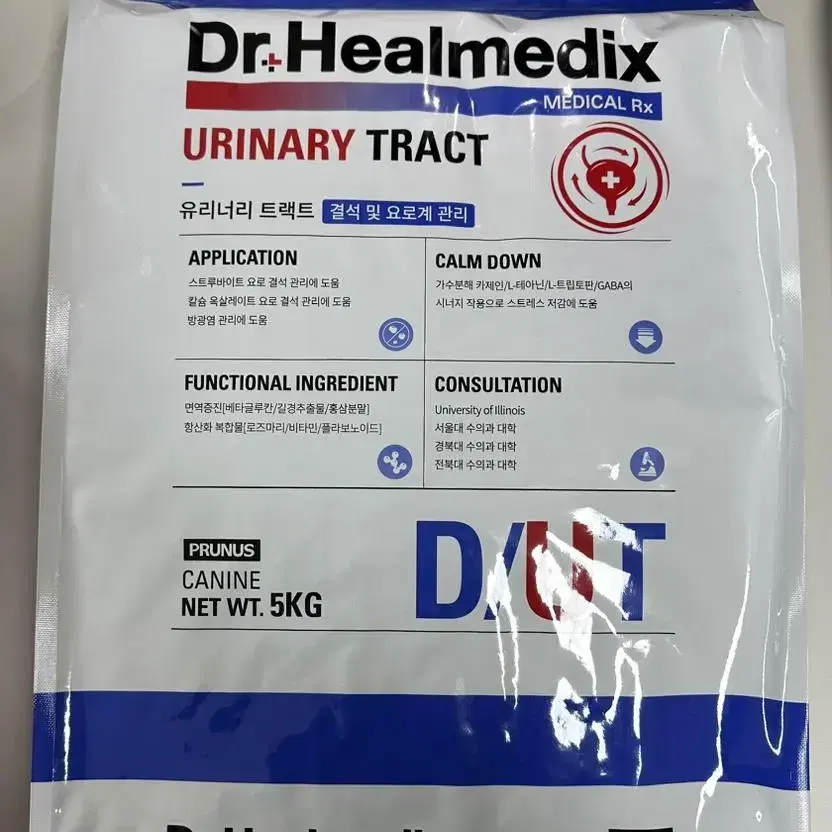 Dr.Healmedix
MEDICAL Rx
URINARY TRACT
유리너리 트랙트 결석 및 요로계 관리
APPLICATION
스트루바이트 요로 결석 관리에 도움
칼슘 옥살레이트 요로 결석 관리에 도움
방광염 관리에 도움
CALM DOWN
가수분해 카제인/L-테아닌/L-트립토판/GABA의
시너지 작용으로 스트레스 저감에 도움
FUNCTIONAL INGREDIENT
면역증진[베타글루칸/길경추출물/홍삼분말]
항산화 복합물[로즈마리/비타민/플라보노이드]
CONSULTATION
University of Illinois
서울대 수의과 대학
경북대 수의과 대학
전북대 수의과 대학
PRUNUS
CANINE
NET WT. 5KG
D/UT